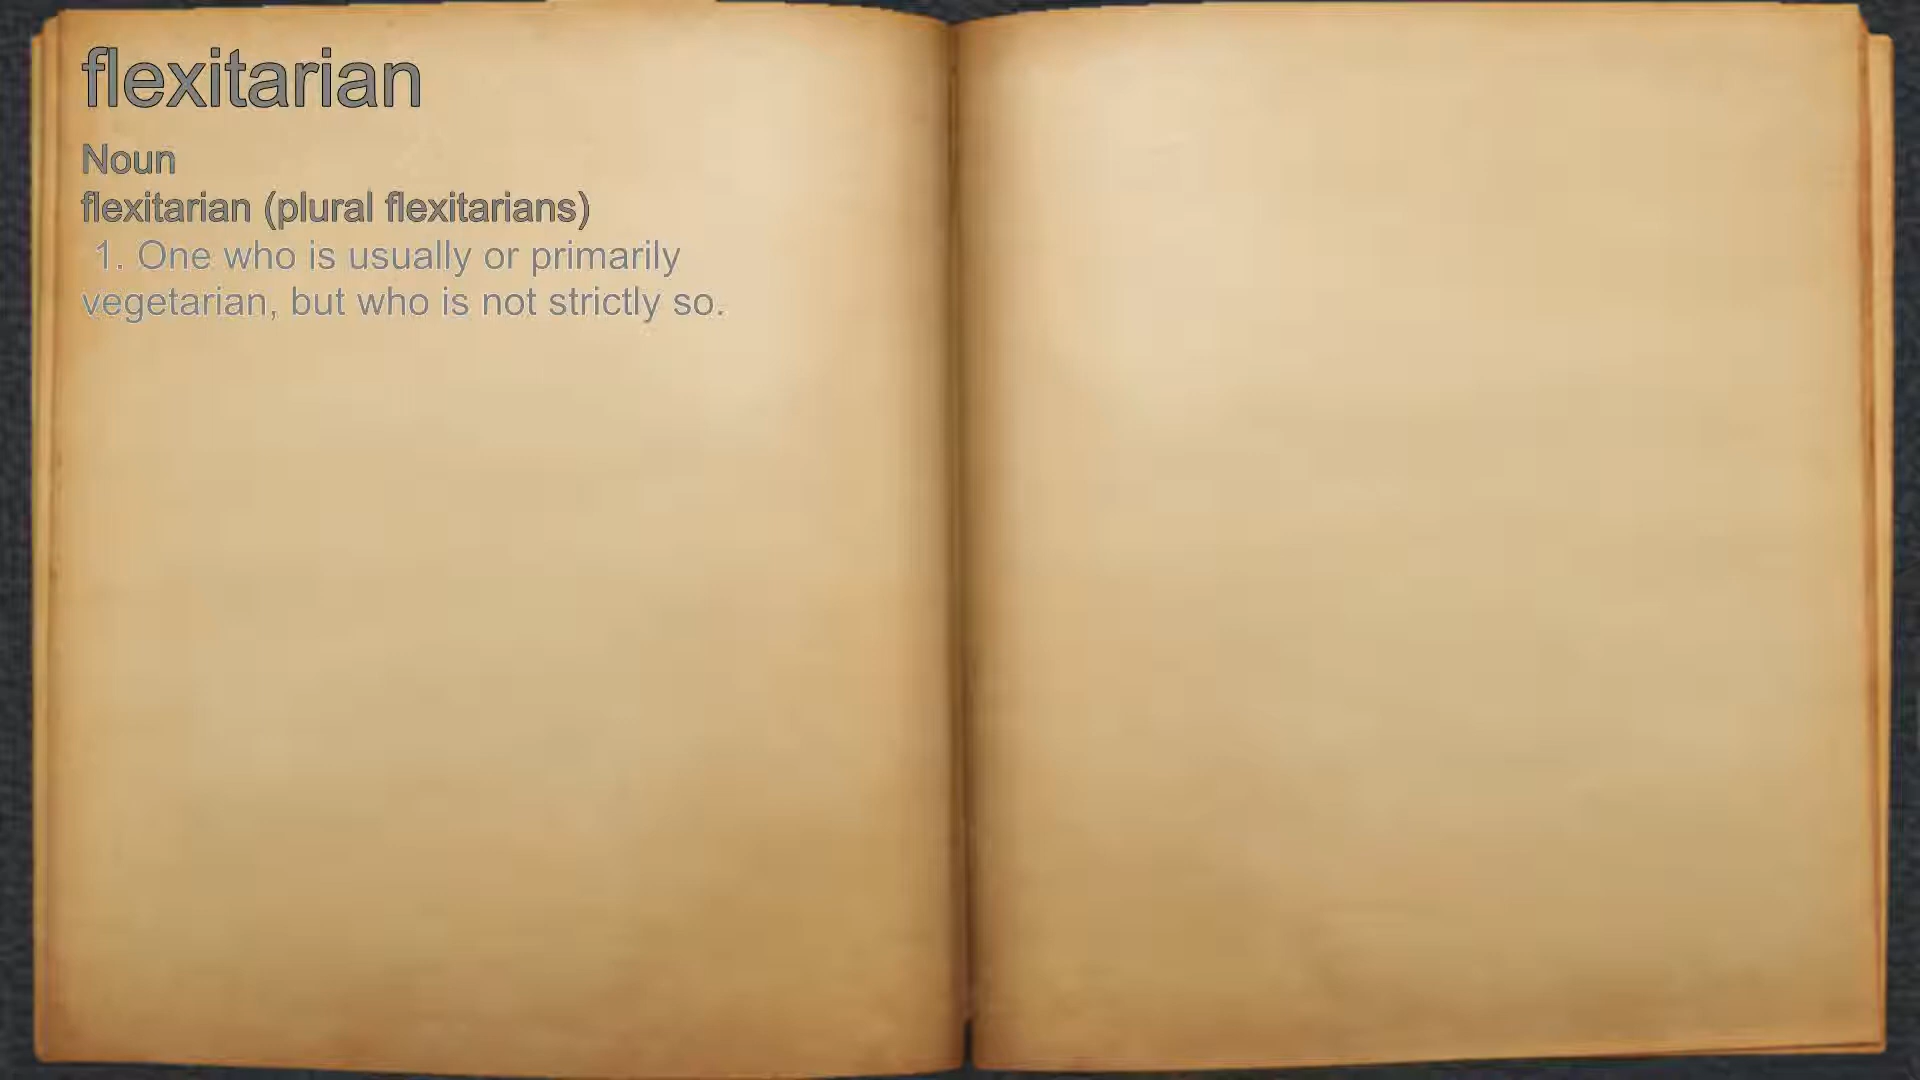 flexitarian
Noun
flexitarian (plural flexitarians)
1. One who is usually or primarily
vegetarian, but who is not strictly so.